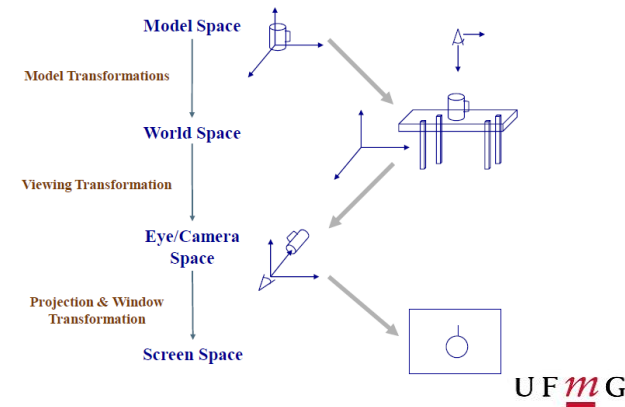 Model Space
Model Transformations
World Space
Viewing Transformation
Eye/Camera
Space
Projection & Window
Transformation
Screen Space
UFmG